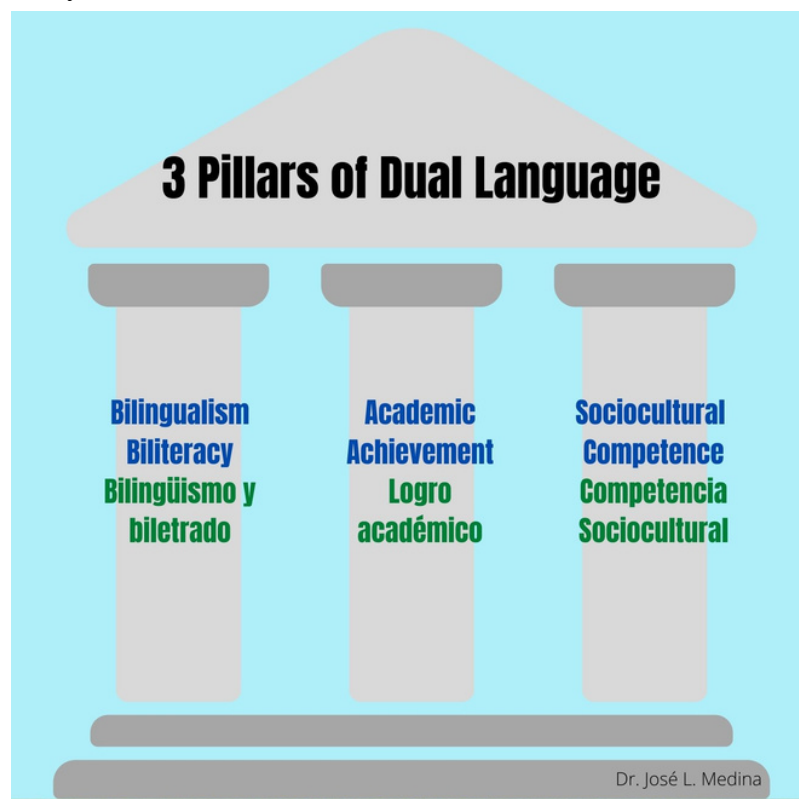 3 Pillars of Dual Language
Bilingualism
Biliteracy
Bilingüismo y
biletrado
Academic
Achievement
Logro
académico
Sociocultural
Competence
Competencia
Sociocultural
Dr. José L. Medina